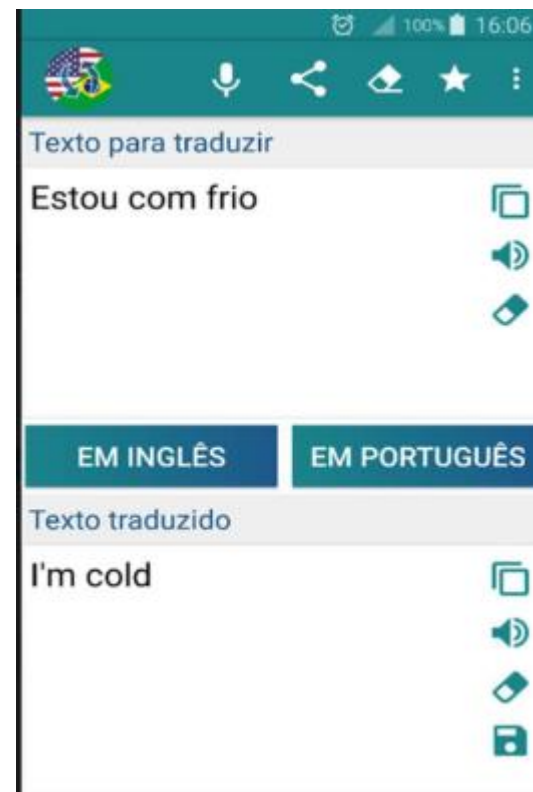 100% 16:06
Texto para traduzir
Estou com frio
EM INGLÊS EM PORTUGUÊS
Texto traduzido
I'm cold